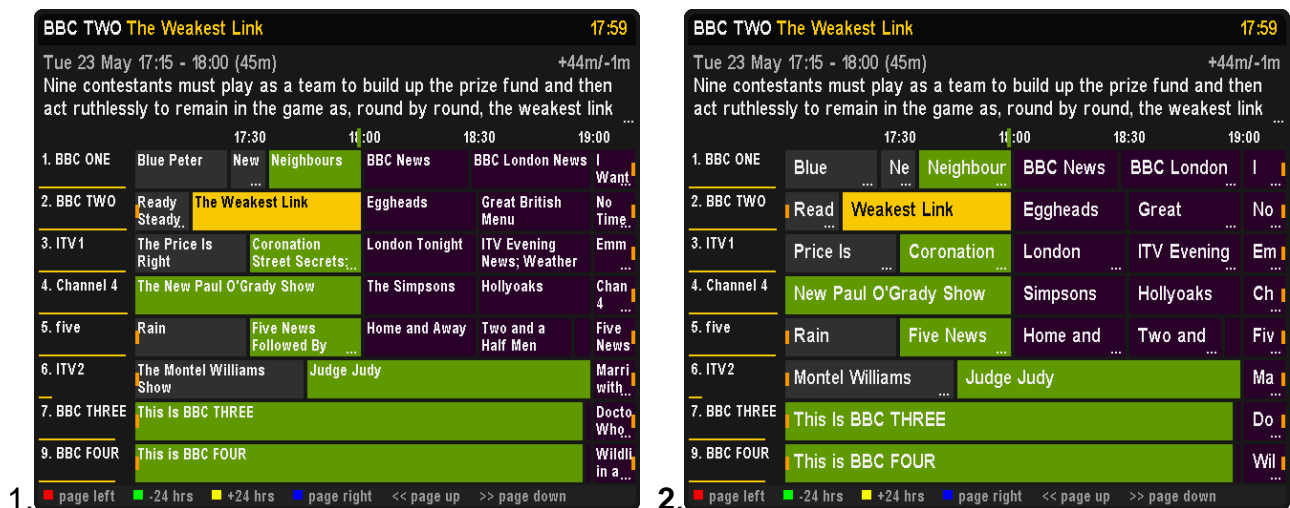 BBC TWO The Weakest Link 17:59
Tue 23 May 17:15 - 18:00 (45m) +44m/-1m
Nine contestants must play as a team to build up the prize fund and then
act ruthlessly to remain in the game as, round by round, the weakest link ...
17:30 18:00 18:30 19:00
1. BBC ONE Blue Peter New ... Neighbours BBC News BBC London News I
Want...
2. BBC TWO Ready The Weakest Link Eggheads Great British No
Steady... Menu Time...
3. ITV1 The Price Is Coronation London Tonight ITV Evening Emm
Right Street Secrets;... News; Weather ...
4. Channel 4 The New Paul O'Grady Show The Simpsons Hollyoaks Chan
4 ...
5. five Rain Five News Home and Away Two and a Five
Followed By ... Half Men News
6. ITV2 The Montel Williams Judge Judy Marri
Show with...
7. BBC THREE This Is BBC THREE Docto
Who...
9. BBC FOUR This is BBC FOUR Wildli
in a...
1. page left -24 hrs +24 hrs page right << page up >> page down
BBC TWO The Weakest Link 17:59
Tue 23 May 17:15 - 18:00 (45m) +44m/-1m
Nine contestants must play as a team to build up the prize fund and then
act ruthlessly to remain in the game as, round by round, the weakest link ...
17:30 18:00 18:30 19:00
1. BBC ONE Blue ... Ne ... Neighbour BBC News BBC London ... I ...
2. BBC TWO Read ... Weakest Link Eggheads Great ... No ...
3. ITV1 Price Is ... Coronation ... London ... ITV Evening ... Em ...
4. Channel 4 New Paul O'Grady Show Simpsons Hollyoaks Ch ...
5. five Rain Five News ... Home and ... Two and ... Fiv ...
6. ITV2 Montel Williams ... Judge Judy Ma ...
7. BBC THREE This Is BBC THREE Do ...
9. BBC FOUR This is BBC FOUR Wil ...
2. page left -24 hrs +24 hrs page right << page up >> page down